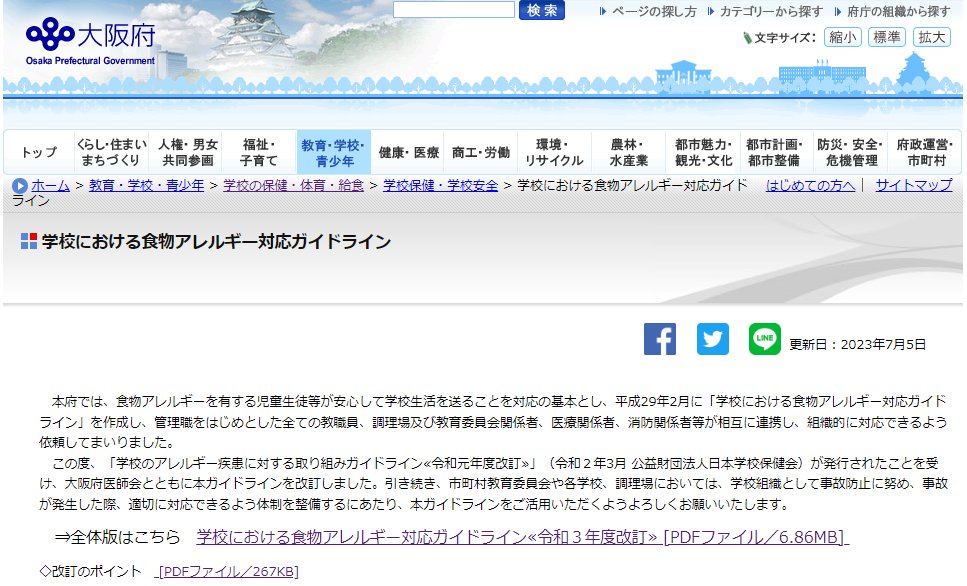 検索
ページの探し方 カテゴリーから探す 府庁の組織から探す
大阪府
Osaka Prefectural Government
文字サイズ： 縮小 標準 拡大
トップ
くらし・住まい
まちづくり
人権・男女
共同参画
福祉・
子育て
教育・学校・
青少年
健康・医療
商工・労働
環境・
リサイクル
農林・
水産業
都市魅力・
観光・文化
都市計画・
都市整備
防災・安全・
危機管理
府政運営・
市町村
ホーム > 教育・学校・青少年 > 学校の保健・体育・給食 > 学校保健・学校安全 > 学校における食物アレルギー対応ガイド
ライン
はじめての方へ｜ サイトマップ
学校における食物アレルギー対応ガイドライン
LINE
更新日：2023年7月5日
本府では、食物アレルギーを有する児童生徒等が安心して学校生活を送ることを対応の基本とし、平成29年2月に「学校における食物アレルギー対応ガイド
ライン」を作成し、管理職をはじめとした全ての教職員、調理場及び教育委員会関係者、医療関係者、消防関係者等が相互に連携し、組織的に対応できるよう
依頼してまいりました。
この度、「学校のアレルギー疾患に対する取り組みガイドライン≪令和元年度改訂≫」（令和２年3月 公益財団法人日本学校保健会）が発行されたことを受
け、大阪府医師会とともに本ガイドラインを改訂しました。引き続き、市町村教育委員会や各学校、調理場においては、学校組織として事故防止に努め、事故
が発生した際、適切に対応できるよう体制を整備するにあたり、本ガイドラインをご活用いただくようよろしくお願いいたします。
⇒全体版はこちら 学校における食物アレルギー対応ガイドライン≪令和３年度改訂≫ [PDFファイル／6.86MB]
◇改訂のポイント [PDFファイル／267KB]